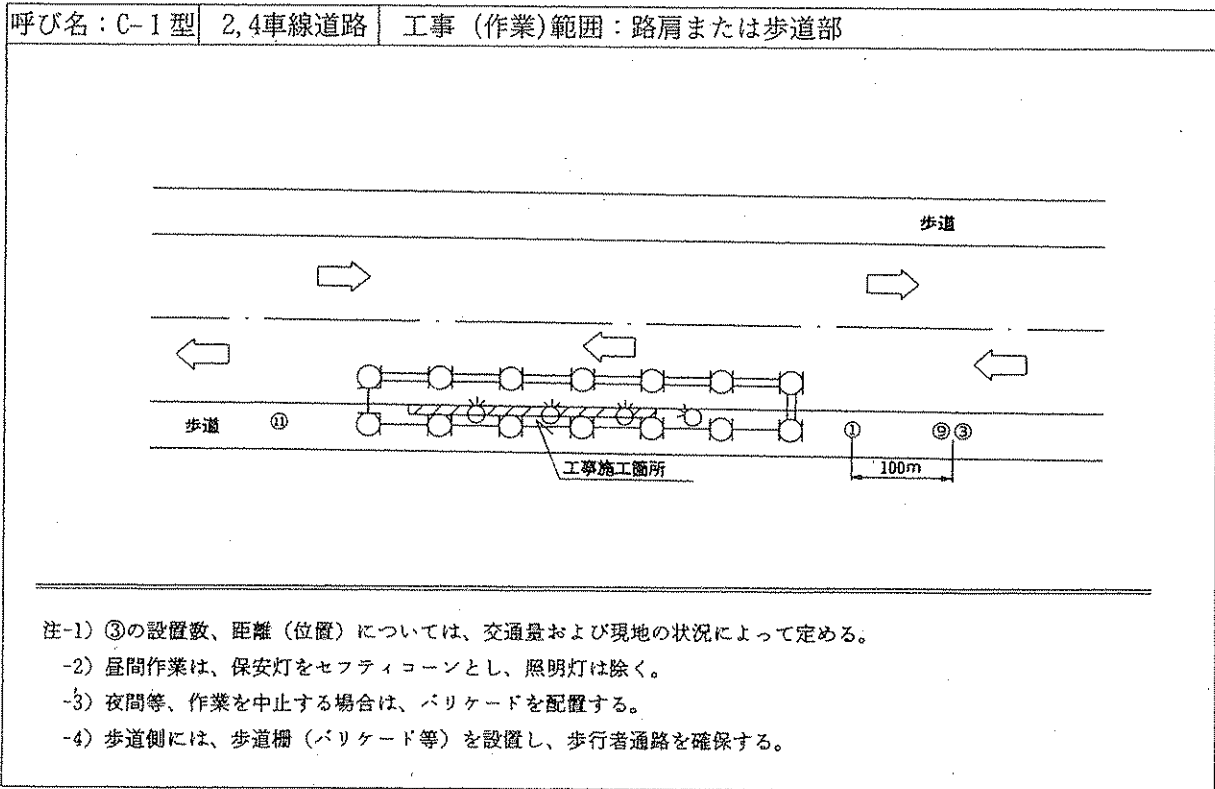 呼び名：C-1型 2,4車線道路 工事 (作業)範囲：路肩または歩道部
歩道
歩道 ⑪
① ⑨③
工事施工箇所
100m
注-1) ③の設置数、距離（位置）については、交通量および現地の状況によって定める。
-2) 昼間作業は、保安灯をセフティコーンとし、照明灯は除く。
-3) 夜間等、作業を中止する場合は、バリケードを配置する。
-4) 歩道側には、歩道柵（バリケード等）を設置し、歩行者通路を確保する。